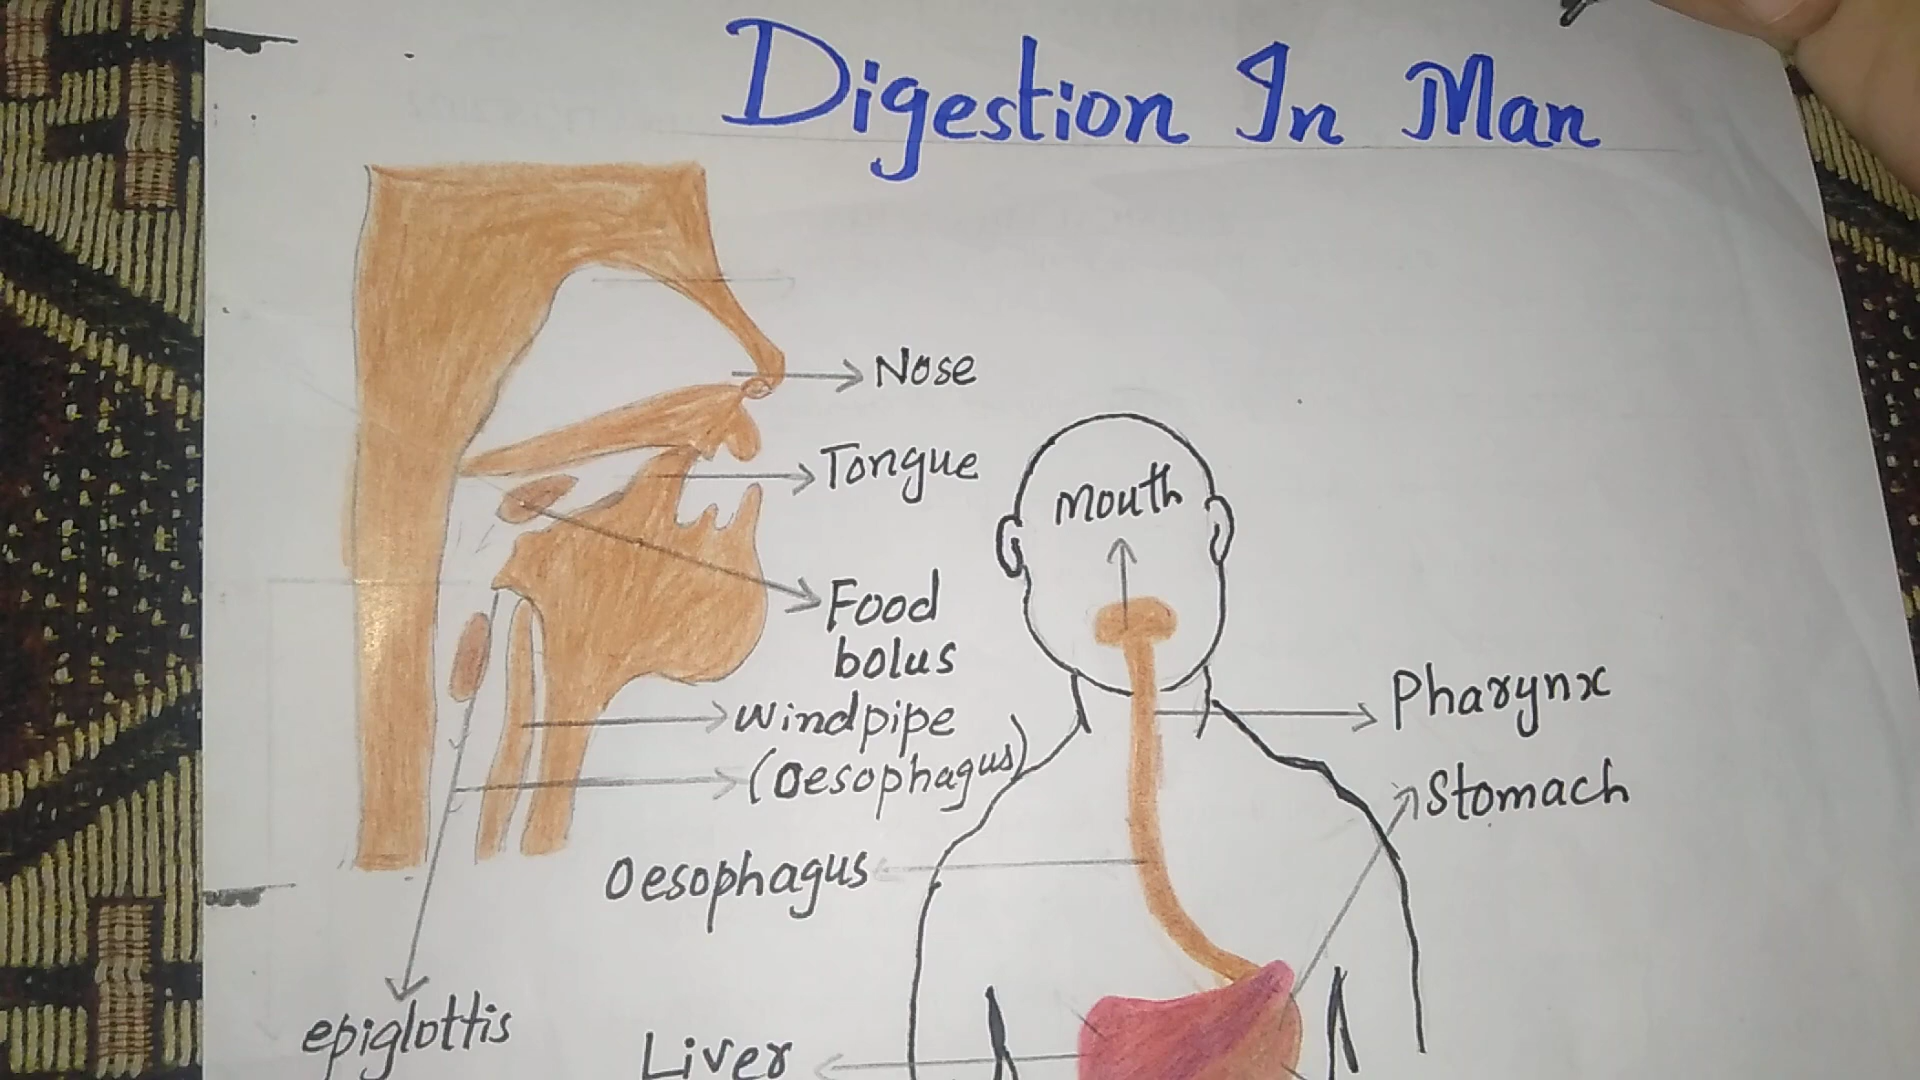 Digestion In Man
Nose
Tongue
Food
bolus
Windpipe
(Oesophagus)
epiglottis
Mouth
Pharynx
Stomach
Oesophagus
Liver